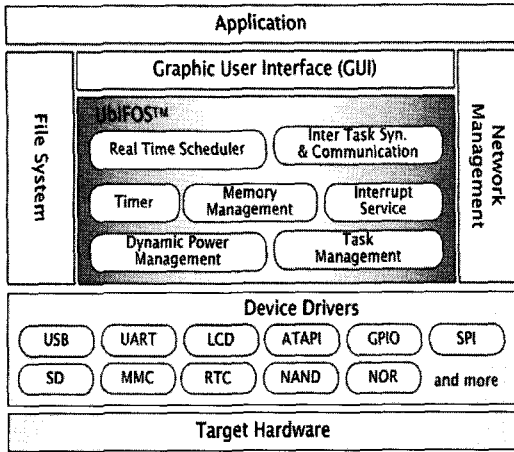 Application
File System
Graphic User Interface (GUI)
Network
Management
UbiFOS™
Real Time Scheduler
Inter Task Syn.
& Communication
Timer
Memory
Management
Interrupt
Service
Dynamic Power
Management
Task
Management
Device Drivers
USB UART LCD ATAPI GPIO SPI
SD MMC RTC NAND NOR and more
Target Hardware